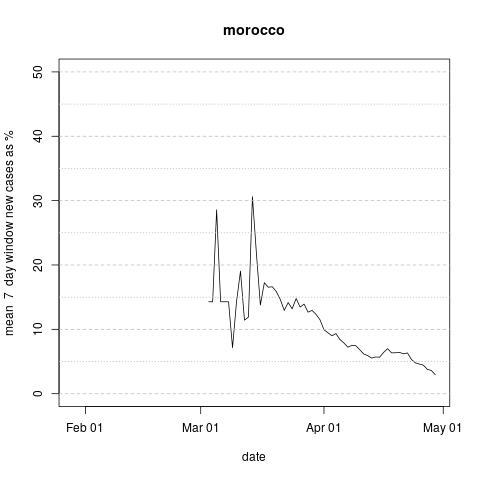 morocco
mean 7 day window new cases as %
50
40
30
20
10
0
Feb 01
Mar 01
Apr 01
May 01
date